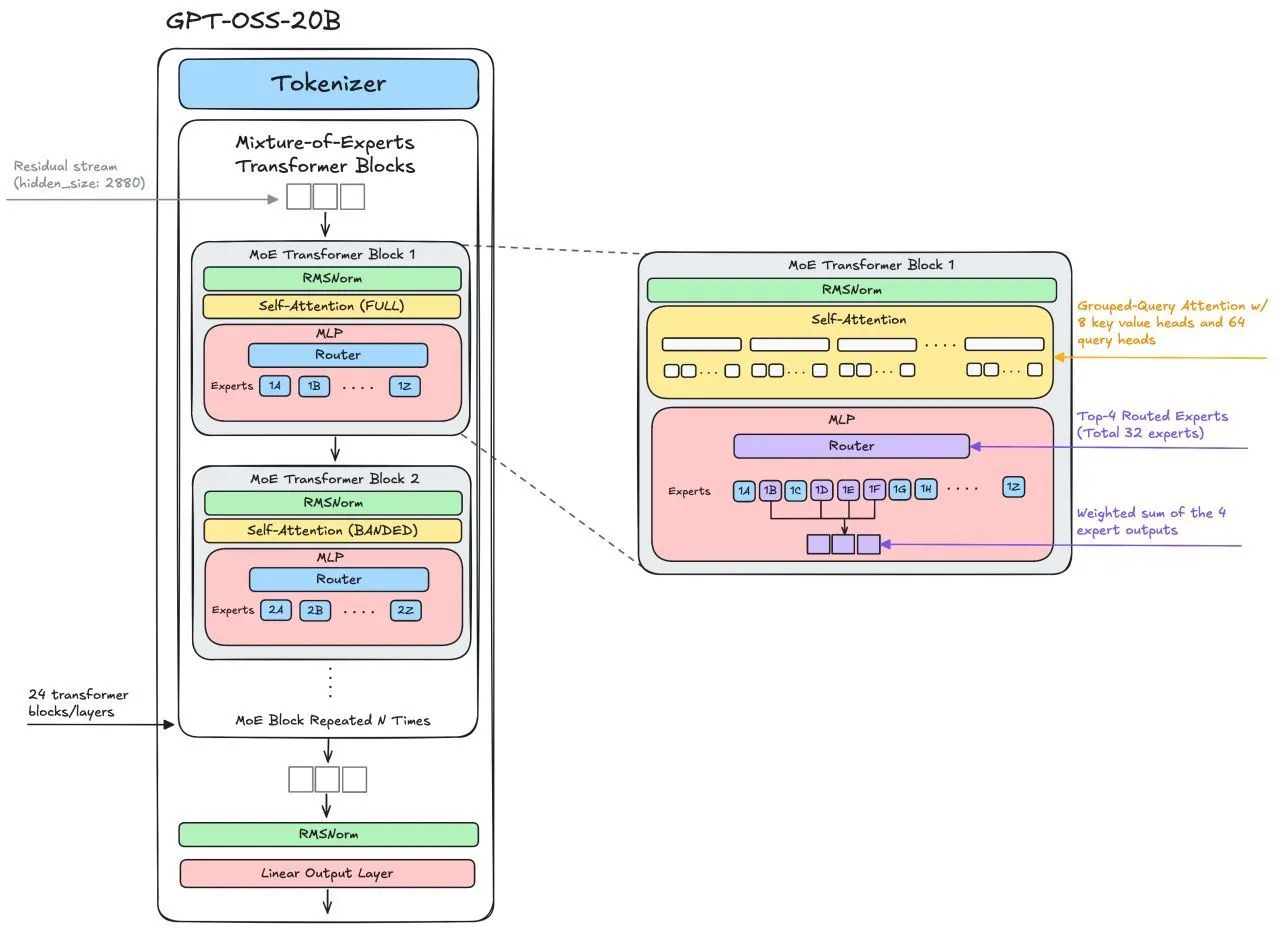 GPT-OSS-20B
Tokenizer
Mixture-of-Experts
Transformer Blocks
Residual stream
(hidden_size: 2880)
MoE Transformer Block 1
RMSNorm
Self-Attention (FULL)
MLP
Router
Experts 1A 1B .... 1Z
MoE Transformer Block 2
RMSNorm
Self-Attention (BANDED)
MLP
Router
Experts 2A 2B .... 2Z
24 transformer
blocks/layers
MoE Block Repeated N Times
RMSNorm
Linear Output Layer
MoE Transformer Block 1
RMSNorm
Self-Attention
Grouped-Query Attention w/
8 key value heads and 64
query heads
MLP
Router
Top-4 Routed Experts
(Total 32 experts)
Experts 1A 1B 1C 1D 1E 1F 1G 1H .... 1Z
Weighted sum of the 4
expert outputs